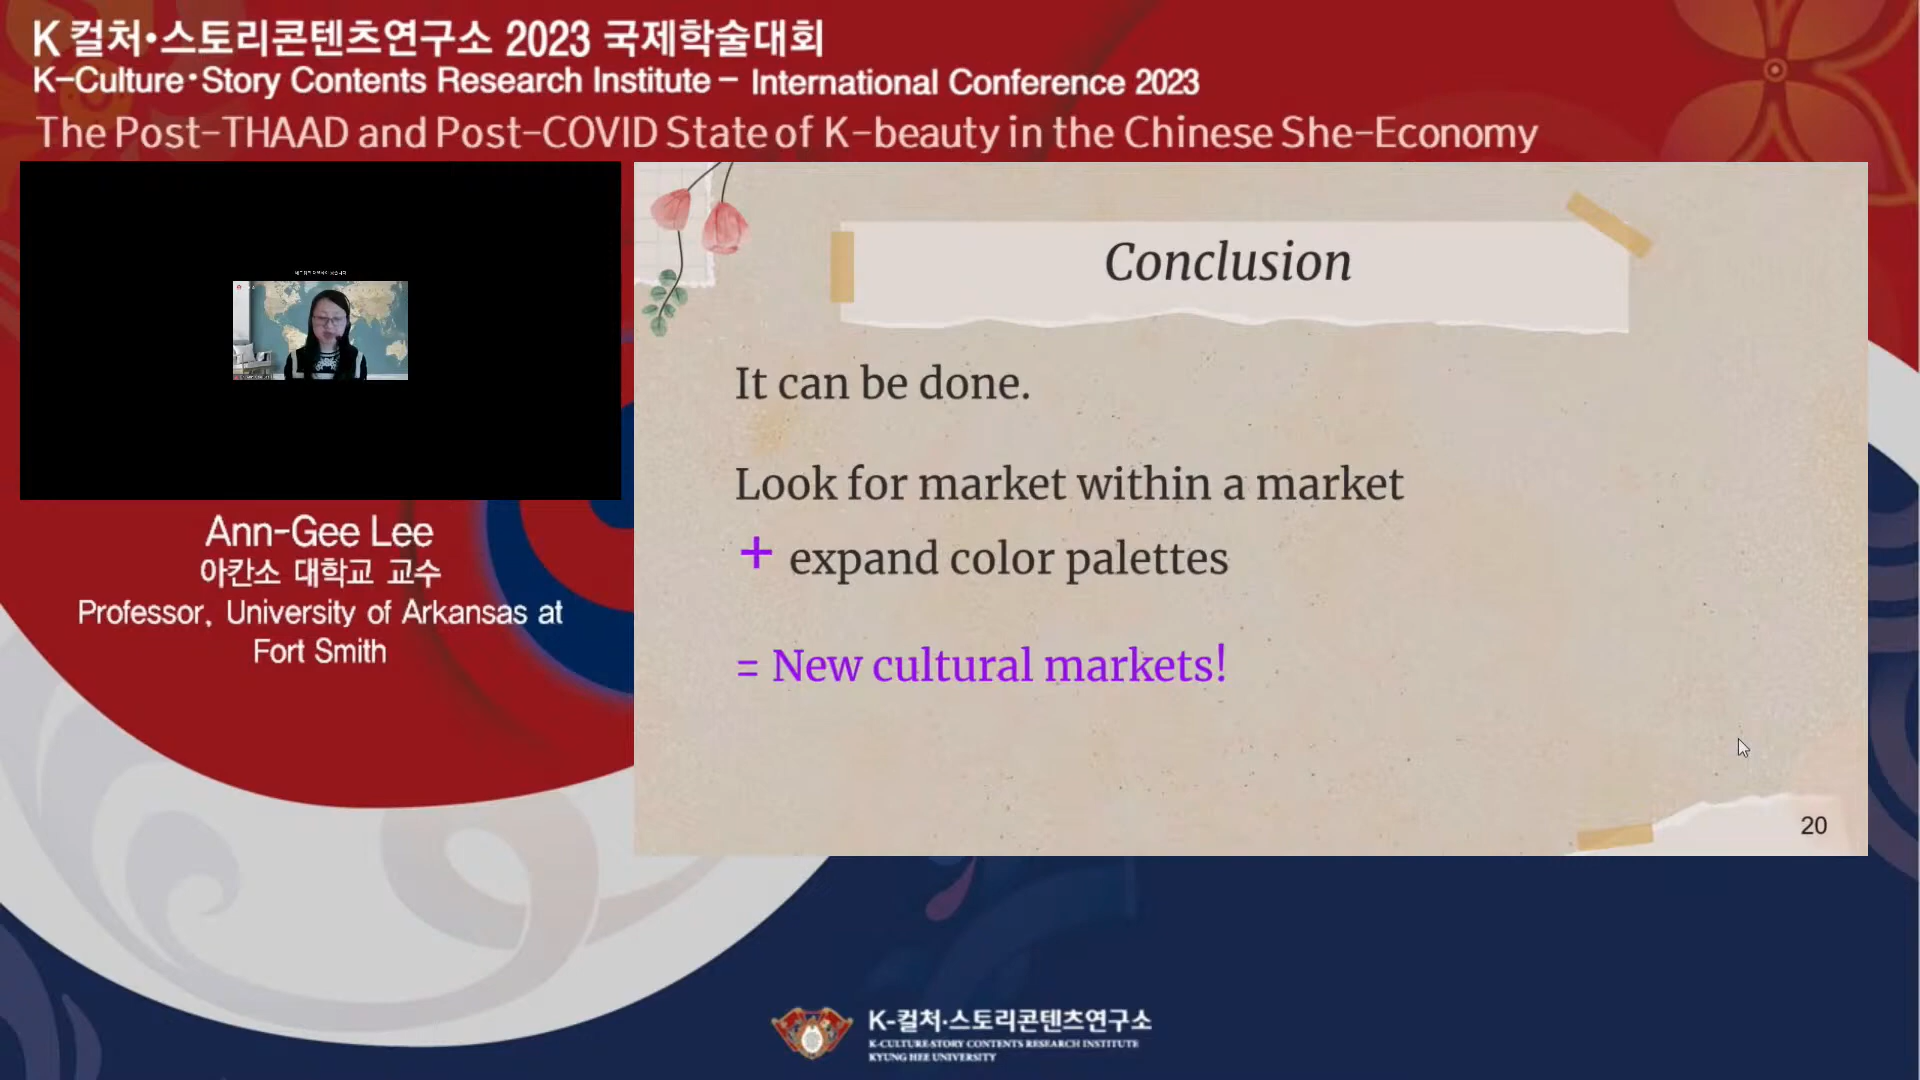 K 컬처•스토리콘텐츠연구소 2023 국제학술대회
K-Culture•Story Contents Research Institute - International Conference 2023
The Post-THAAD and Post-COVID State of K-beauty in the Chinese She-Economy
Ann-Gee Lee
아칸소 대학교 교수
Professor, University of Arkansas at
Fort Smith
Conclusion
It can be done.
Look for market within a market
+ expand color palettes
= New cultural markets!
20
K-컬처•스토리콘텐츠연구소
K-CULTURE•STORY CONTENTS RESEARCH INSTITUTE
KYUNG HEE UNIVERSITY